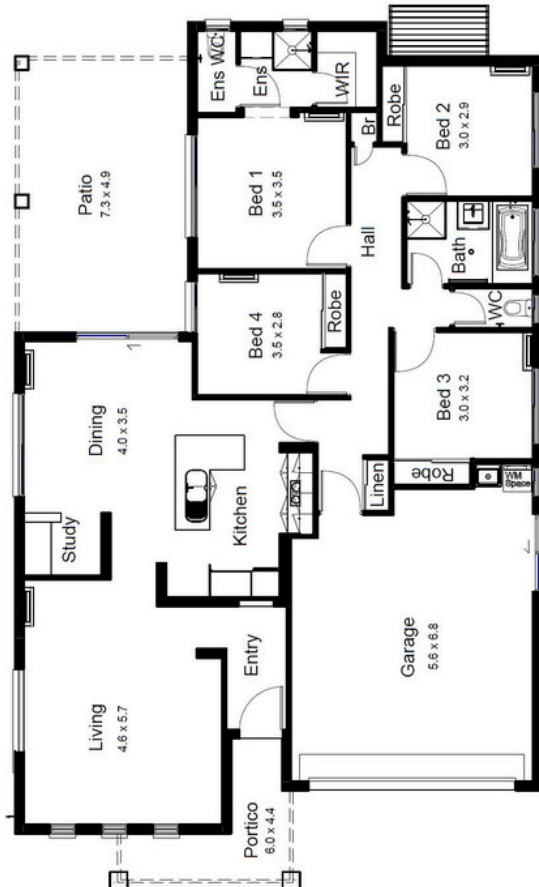 Ens WC
Ens
WIR
Patio
7.3 x 4.9
Bed 1
3.5 x 3.5
Br
Robe
Bed 2
3.0 x 2.9
Hall
Bath
WC
Bed 4
3.5 x 2.8
Robe
Bed 3
3.0 x 3.2
Robe
Linen
WM
Space
Dining
4.0 x 3.5
Study
Kitchen
Living
4.6 x 5.7
Entry
Garage
5.6 x 6.8
Portico
6.0 x 4.4